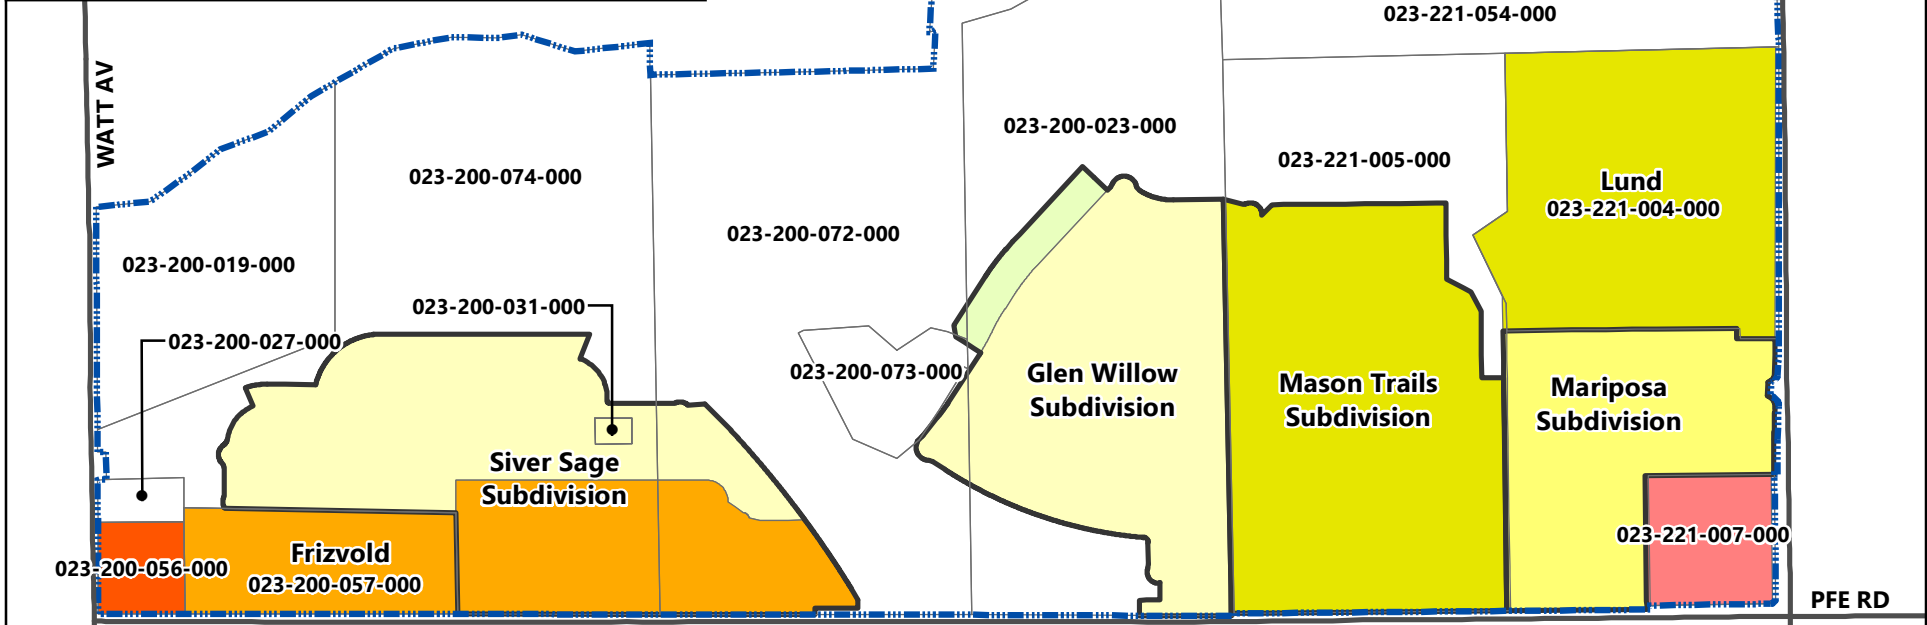 023-221-054-000
WATT AV
023-200-023-000
023-221-005-000
023-200-074-000
Lund
023-221-004-000
023-200-072-000
023-200-019-000
023-200-031-000
023-200-027-000
023-200-073-000
Glen Willow
Subdivision
Mason Trails
Subdivision
Mariposa
Subdivision
Siver Sage
Subdivision
023-221-007-000
Frizvold
023-200-057-000
023-200-056-000
PFE RD